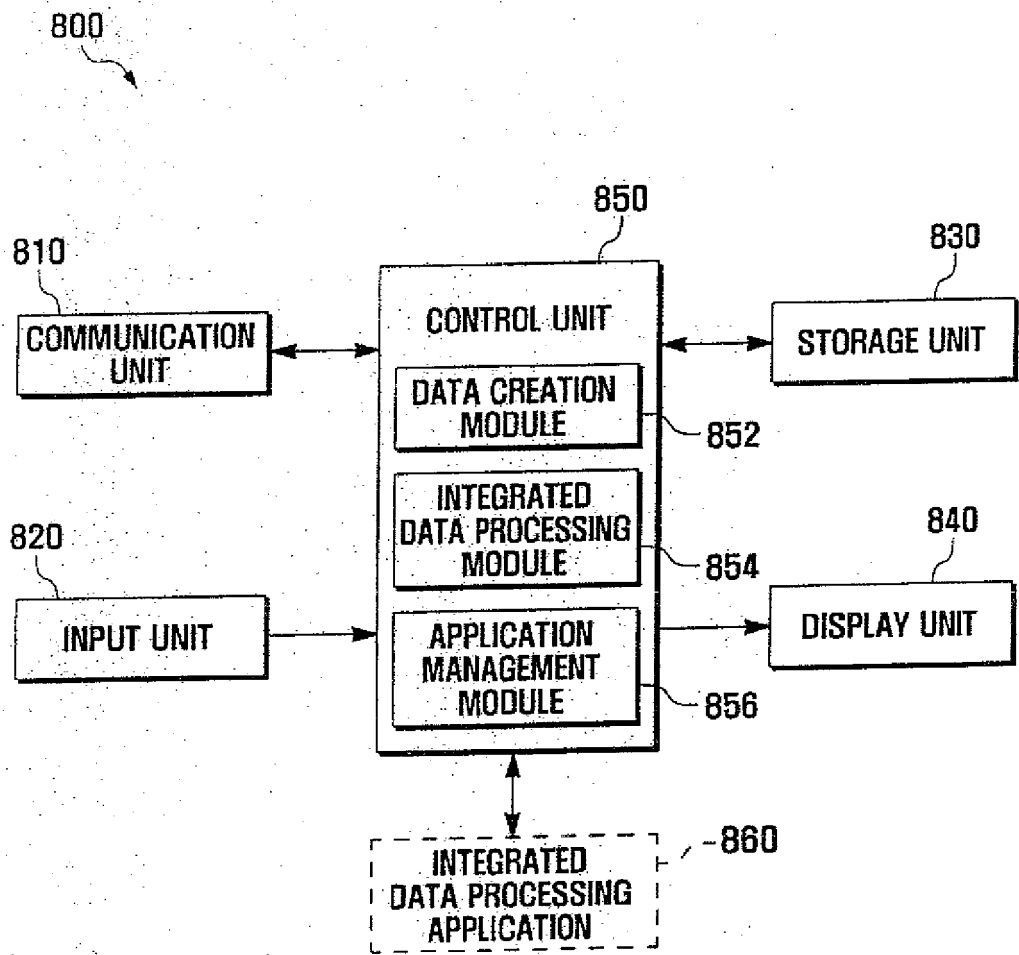 800
850
810
830
COMMUNICATION
UNIT
CONTROL UNIT
STORAGE UNIT
DATA CREATION
MODULE
852
INTEGRATED
DATA PROCESSING
MODULE
854
820
840
INPUT UNIT
DISPLAY UNIT
APPLICATION
MANAGEMENT
MODULE
856
INTEGRATED
DATA PROCESSING
APPLICATION
860